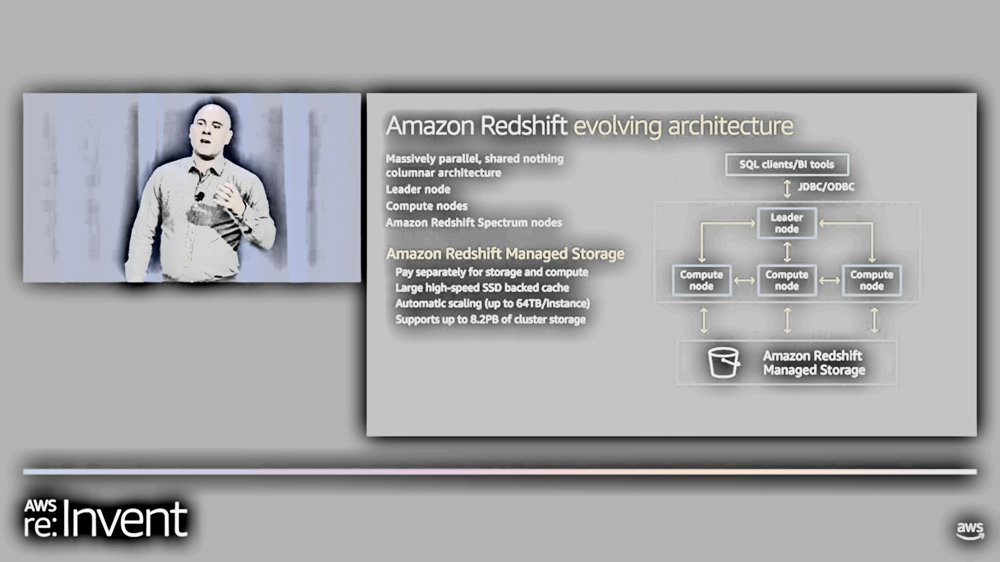 Amazon Redshift evolving architecture
Massively parallel, shared nothing
columnar architecture
Leader node
Compute nodes
Amazon Redshift Spectrum nodes
Amazon Redshift Managed Storage
Pay separately for storage and compute
Large high-speed SSD backed cache
Automatic scaling (up to 64TB/instance)
Supports up to 8.2PB of cluster storage
SQL clients/BI tools
JDBC/ODBC
Leader
node
Compute
node
Compute
node
Compute
node
Amazon Redshift
Managed Storage
AWS
re:Invent
aws